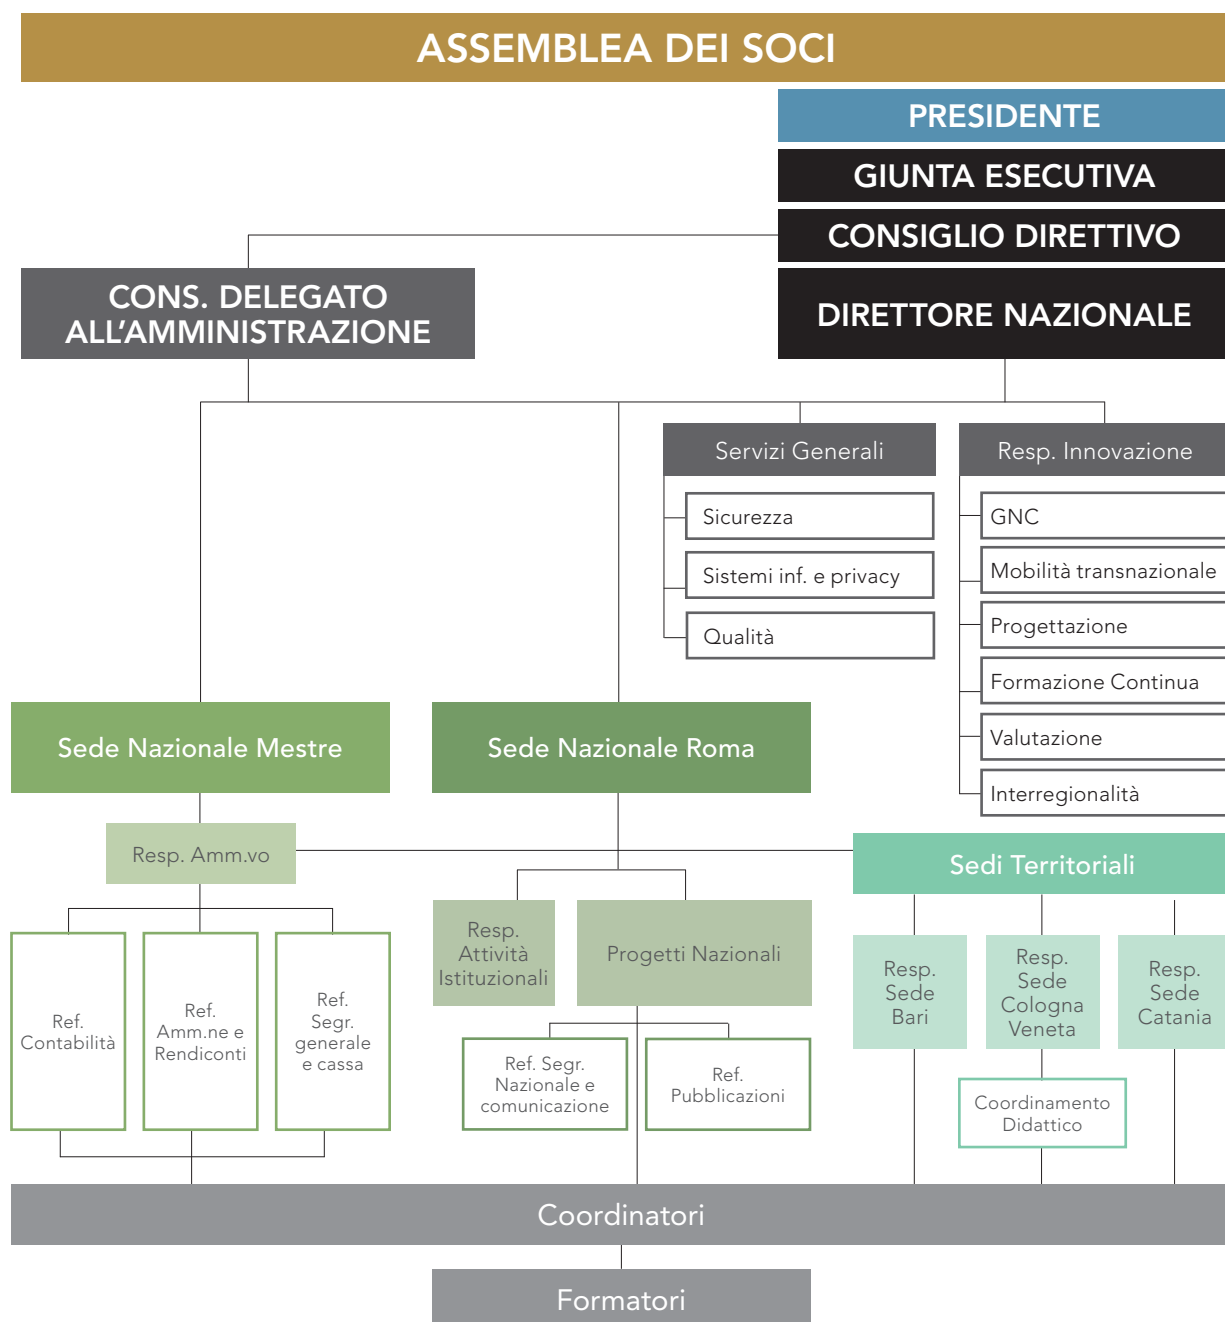 ASSEMBLEA DEI SOCI
PRESIDENTE
GIUNTA ESECUTIVA
CONSIGLIO DIRETTIVO
CONS. DELEGATO
ALL'AMMINISTRAZIONE
DIRETTORE NAZIONALE
Servizi Generali
Sicurezza
Sistemi inf. e privacy
Qualità
Resp. Innovazione
GNC
Mobilità transnazionale
Progettazione
Formazione Continua
Valutazione
Interregionalità
Sede Nazionale Mestre
Sede Nazionale Roma
Resp. Amm.vo
Sedi Territoriali
Ref.
Contabilità
Ref.
Amm.ne e
Rendiconti
Ref.
Segr.
generale
e cassa
Resp.
Attività
Istituzionali
Progetti Nazionali
Ref. Segr.
Nazionale e
comunicazione
Ref.
Pubblicazioni
Resp.
Sede
Bari
Resp.
Sede
Cologna
Veneta
Resp.
Sede
Catania
Coordinamento
Didattico
Coordinatori
Formatori